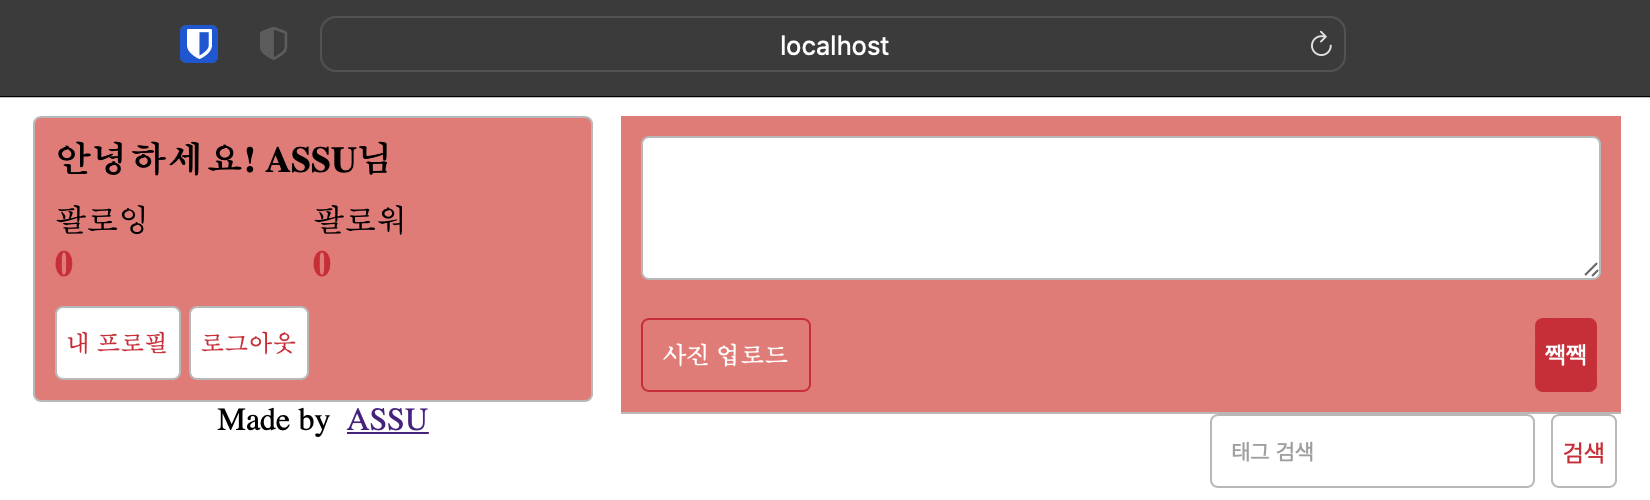 localhost
안녕하세요! ASSU님
팔로잉 팔로워
0 0
내 프로필 로그아웃
Made by ASSU
사진 업로드 짹짹
태그 검색 검색